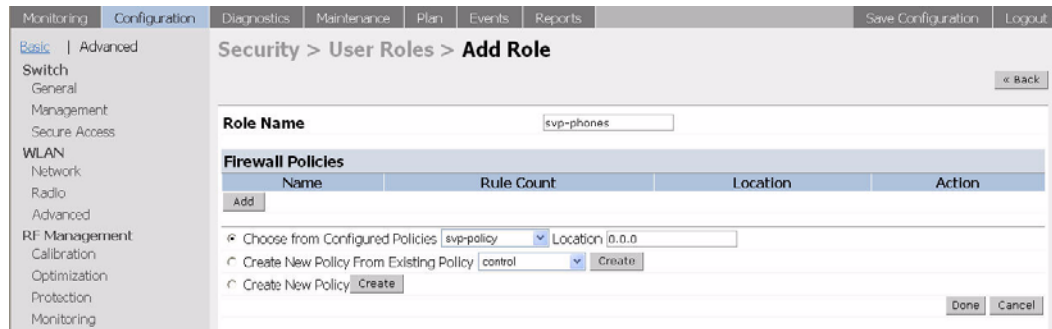 Monitoring Configuration Diagnostics Maintenance Plan Events Reports Save Configuration Logout
Basic | Advanced
Security > User Roles > Add Role
Switch
General
« Back
Management
Secure Access
Role Name svp-phones
WLAN
Network
Firewall Policies
Name Rule Count Location Action
Radio
Add
Advanced
RF Management
Choose from Configured Policies svp-policy Location 0.0.0
Calibration
Create New Policy From Existing Policy control Create
Optimization
Create New Policy Create
Protection
Done Cancel
Monitoring